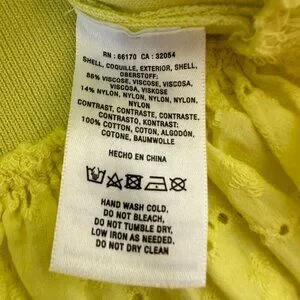 RN : 66170 CA : 32054
SHELL, COQUILLE, EXTERIOR, SHELL,
OBERSTOFF:
86% VISCOSE, VISCOSE, VISCOSA,
VISKOSE
14% NYLON, NYLON, NYLON, NYLON,
NYLON
CONTRAST, CONTRASTE, CONTRASTE,
CONTRASTO, KONTRAST:
100% COTTON, COTON, ALGODÓN,
COTONE, BAUMWOLLE
HECHO EN CHINA
HAND WASH COLD.
DO NOT BLEACH,
DO NOT TUMBLE DRY,
LOW IRON AS NEEDED.
DO NOT DRY CLEAN